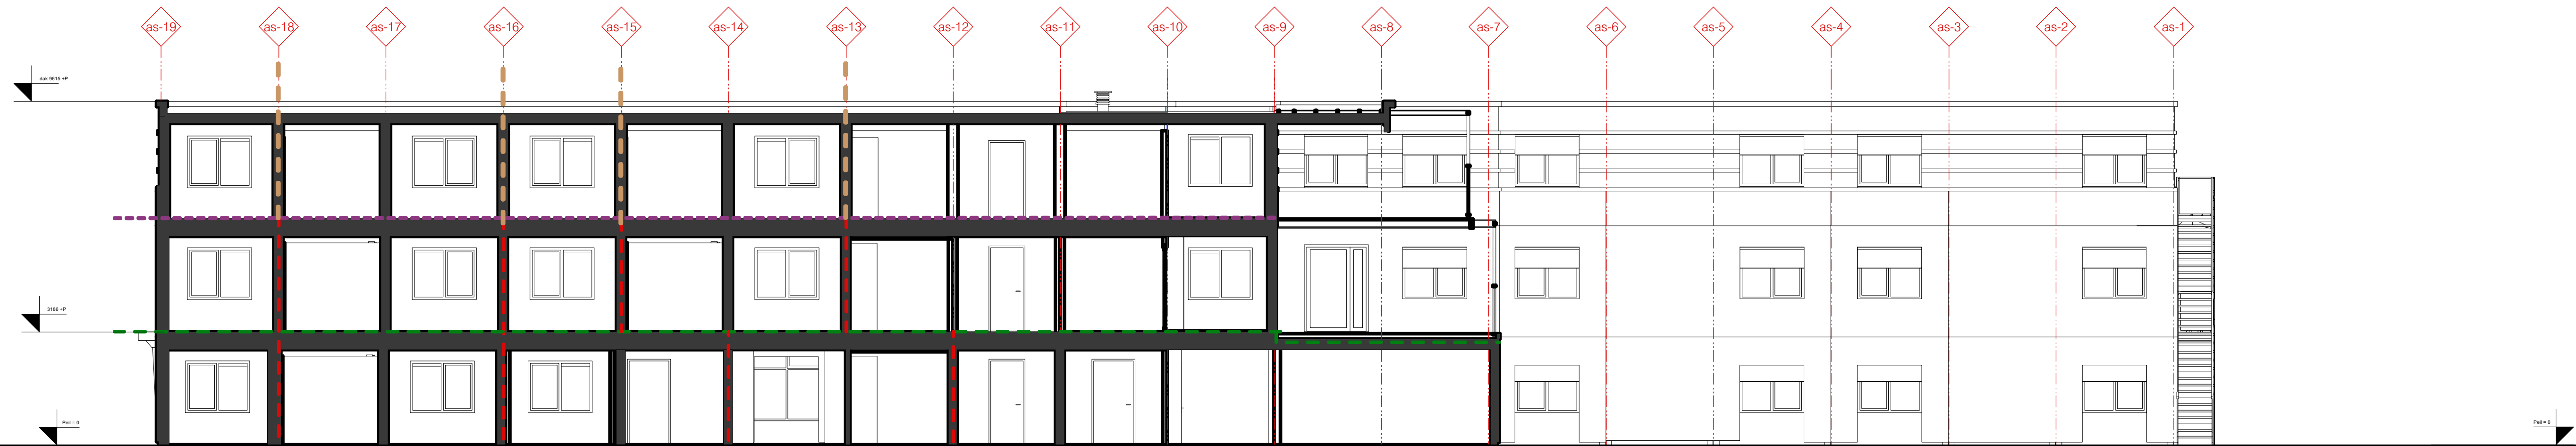 as-19 as-18 as-17 as-16 as-15 as-14 as-13 as-12 as-11 as-10 as-9 as-8 as-7 as-6 as-5 as-4 as-3 as-2 as-1
dak 9615 +P
3186 +P
Peil = 0 Peil = 0